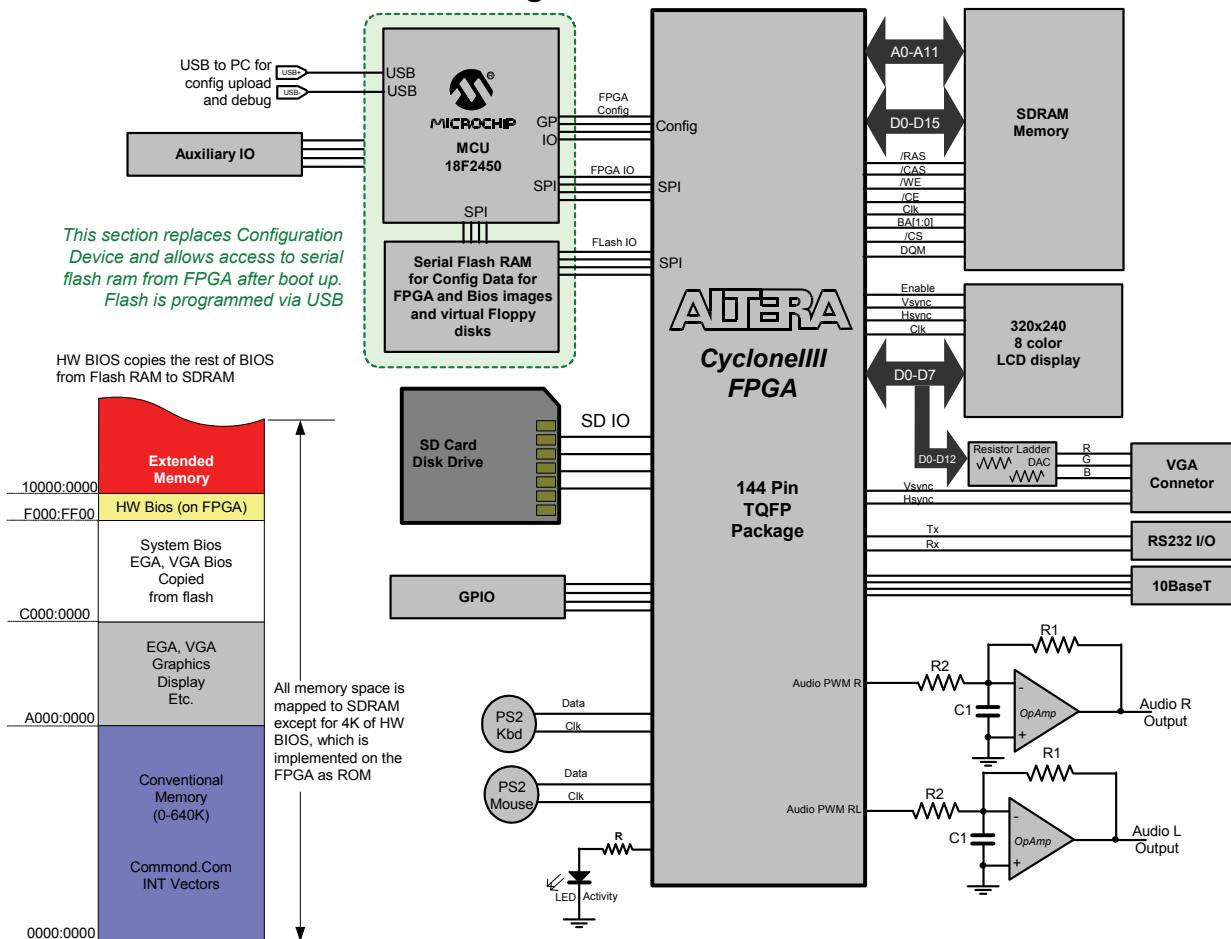 USB to PC for
config upload
and debug
USB+
USB-
USB
USB
MICROCHIP
MCU
18F2450
GP
IO
SPI
SPI
Auxiliary IO
FPGA
Config
FPGA IO
FLash IO
Config
SPI
SPI
Serial Flash RAM
for Config Data for
FPGA and Bios images
and virtual Floppy
disks
This section replaces Configuration
Device and allows access to serial
flash ram from FPGA after boot up.
Flash is programmed via USB
HW BIOS copies the rest of BIOS
from Flash RAM to SDRAM
Extended
Memory
10000:0000
HW Bios (on FPGA)
F000:FF00
System Bios
EGA, VGA Bios
Copied
from flash
C000:0000
EGA, VGA
Graphics
Display
Etc.
A000:0000
Conventional
Memory
(0-640K)
Commond.Com
INT Vectors
0000:0000
All memory space is
mapped to SDRAM
except for 4K of HW
BIOS, which is
implemented on the
FPGA as ROM
SD Card
Disk Drive
SD IO
GPIO
PS2
Kbd
Data
Clk
PS2
Mouse
Data
Clk
R
LED
Activity
ALTERA
CycloneIIII
FPGA
144 Pin
TQFP
Package
A0-A11
D0-D15
/RAS
/CAS
/WE
/CE
Clk
BA[1:0]
/CS
DQM
SDRAM
Memory
Enable
Vsync
Hsync
Clk
D0-D7
320x240
8 color
LCD display
D0-D12
Resistor Ladder
DAC
R
G
B
Vsync
Hsync
VGA
Connetor
Tx
Rx
RS232 I/O
10BaseT
Audio PWM R
R2
R1
C1
-
+
OpAmp
Audio R
Output
Audio PWM RL
R2
R1
C1
-
+
OpAmp
Audio L
Output